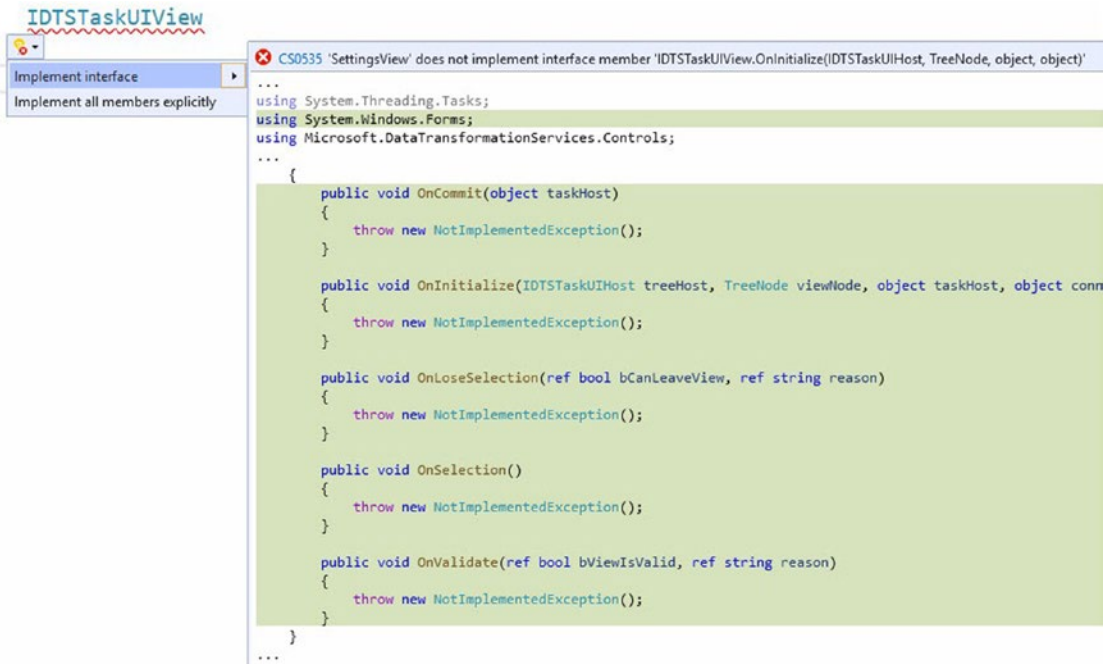 IDTSTaskUIView
Implement interface
Implement all members explicitly
CS0535 'SettingsView' does not implement interface member 'IDTSTaskUIView.OnInitialize(IDTSTaskUIHost, TreeNode, object, object)'
...
using System.Threading.Tasks;
using System.Windows.Forms;
using Microsoft.DataTransformationServices.Controls;
...
{
public void OnCommit(object taskHost)
{
throw new NotImplementedException();
}
public void OnInitialize(IDTSTaskUIHost treeHost, TreeNode viewNode, object taskHost, object conn
{
throw new NotImplementedException();
}
public void OnLoseSelection(ref bool bCanLeaveView, ref string reason)
{
throw new NotImplementedException();
}
public void OnSelection()
{
throw new NotImplementedException();
}
public void OnValidate(ref bool bViewIsValid, ref string reason)
{
throw new NotImplementedException();
}
}
...